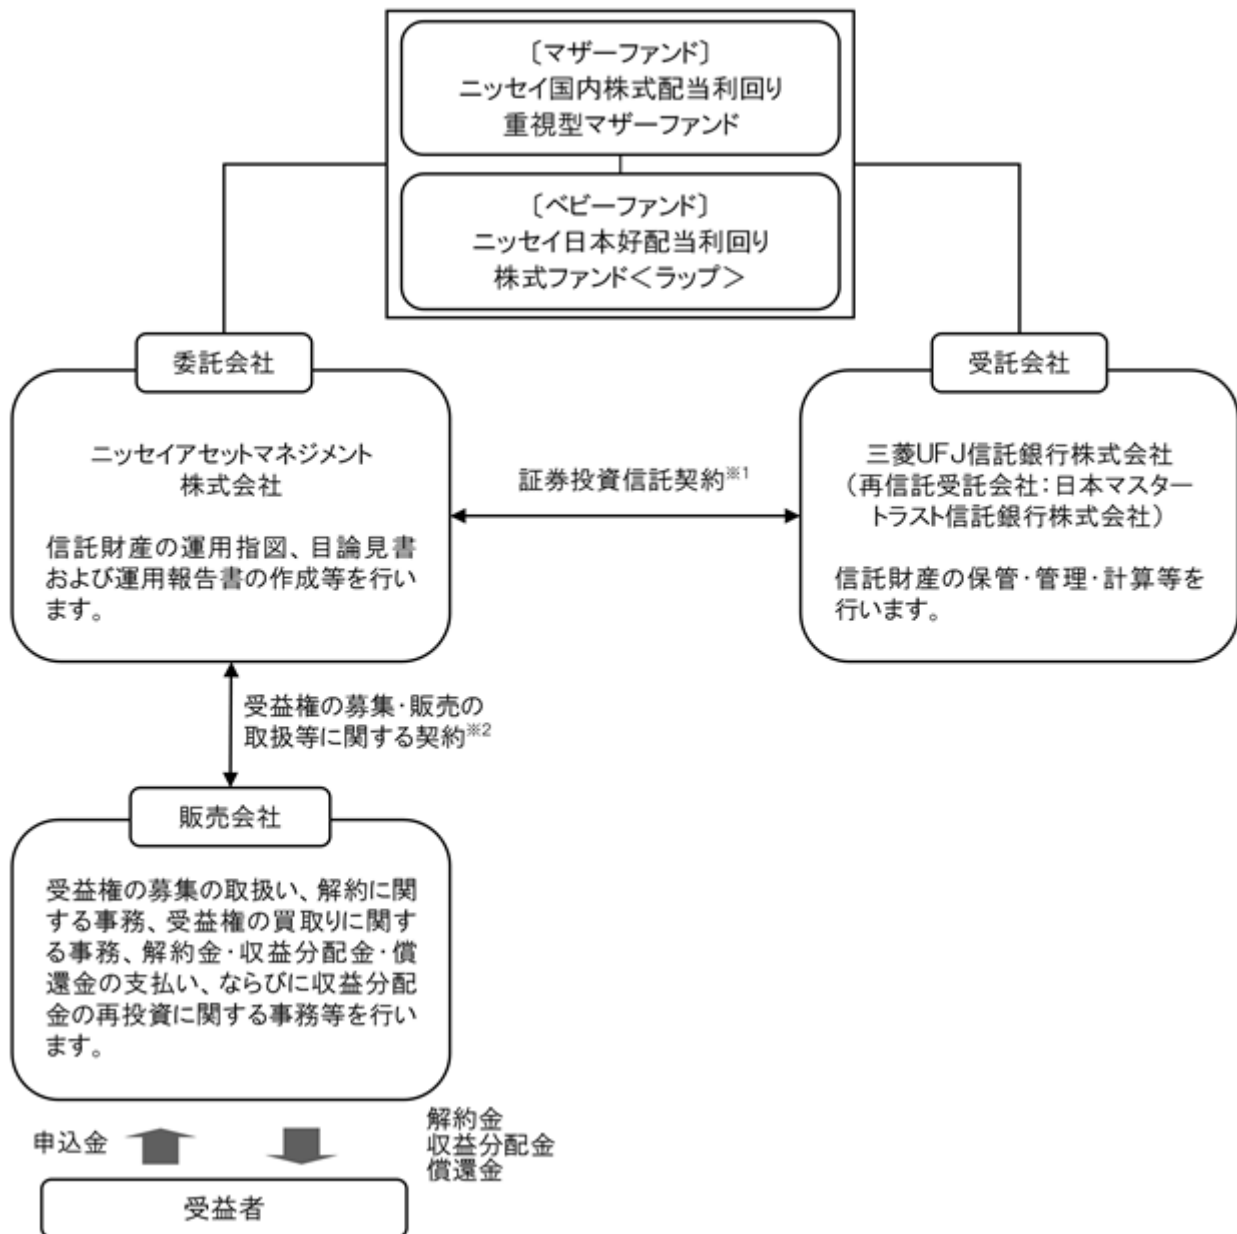 〔マザーファンド〕
ニッセイ国内株式配当利回り
重視型マザーファンド
〔ベビーファンド〕
ニッセイ日本好配当利回り
株式ファンド＜ラップ＞
委託会社
ニッセイアセットマネジメント
株式会社
信託財産の運用指図、目論見書
および運用報告書の作成等を行い
ます。
証券投資信託契約※1
受託会社
三菱UFJ信託銀行株式会社
（再信託受託会社：日本マスター
トラスト信託銀行株式会社）
信託財産の保管・管理・計算等を
行います。
受益権の募集・販売の
取扱等に関する契約※2
販売会社
受益権の募集の取扱い、解約に関
する事務、受益権の買取りに関す
る事務、解約金・収益分配金・償
還金の支払い、ならびに収益分配
金の再投資に関する事務等を行い
ます。
申込金
解約金
収益分配金
償還金
受益者